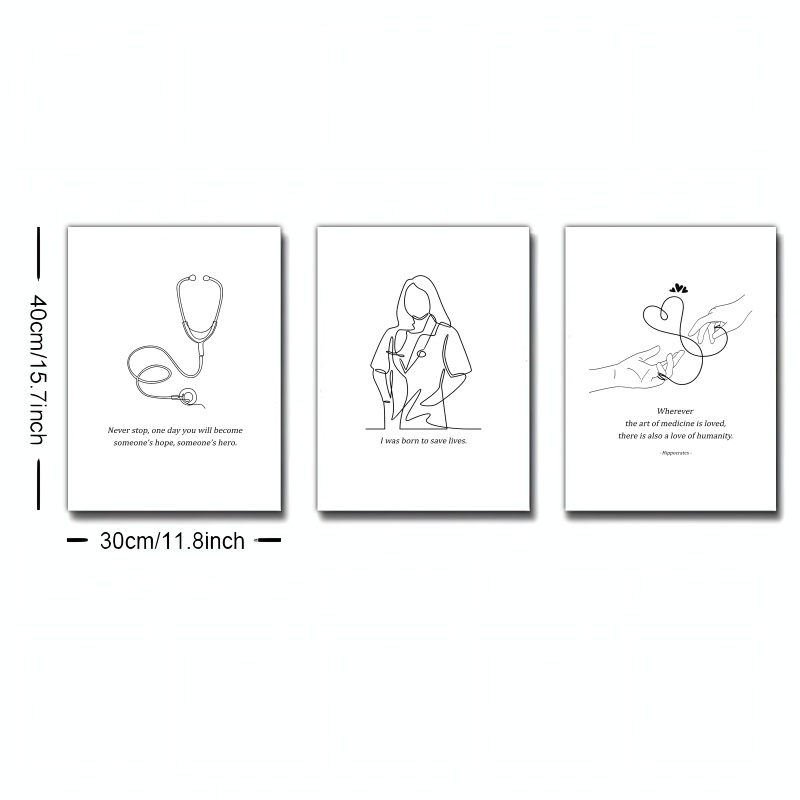 40cm/15.7inch
Never stop, one day you will become
someone's hope, someone's hero.
I was born to save lives.
Wherever
the art of medicine is loved,
there is also a love of humanity.
- Hippocrates -
30cm/11.8inch